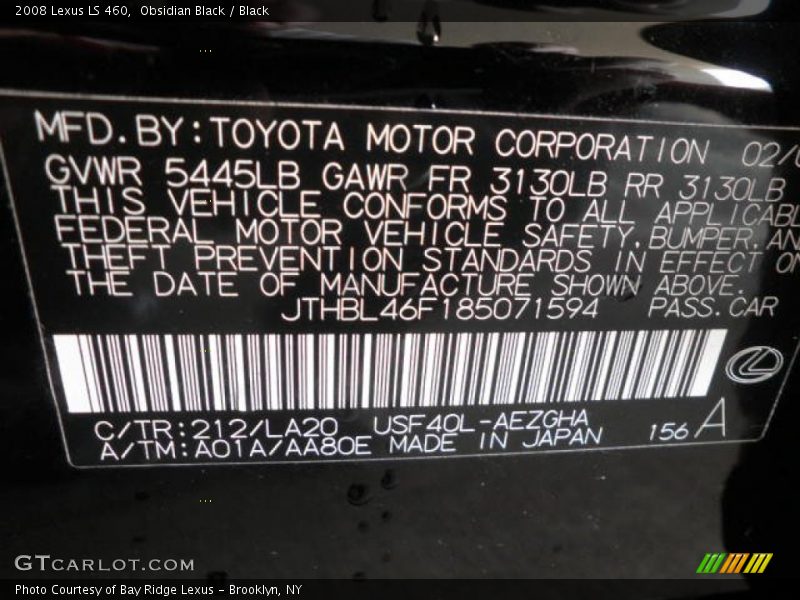 2008 Lexus LS 460, Obsidian Black / Black
MFD. BY: TOYOTA MOTOR CORPORATION
GVWR 5445LB GAWR FR 3130LB RR 3130LB
THIS VEHICLE CONFORMS TO ALL
FEDERAL MOTOR VEHICLE SAFETY, BUMPER, AN
THEFT PREVENTION STANDARDS IN EFFECT ON
THE DATE OF MANUFACTURE SHOWN ABOVE.
JTHBL46F185071594 PASS. CAR
C/TR: 212/LA20 USF40L-AEZGHA
A/TM: A01A/AA80E MADE IN JAPAN 156 A
GTCARLOT.COM
Photo Courtesy of Bay Ridge Lexus - Brooklyn, NY